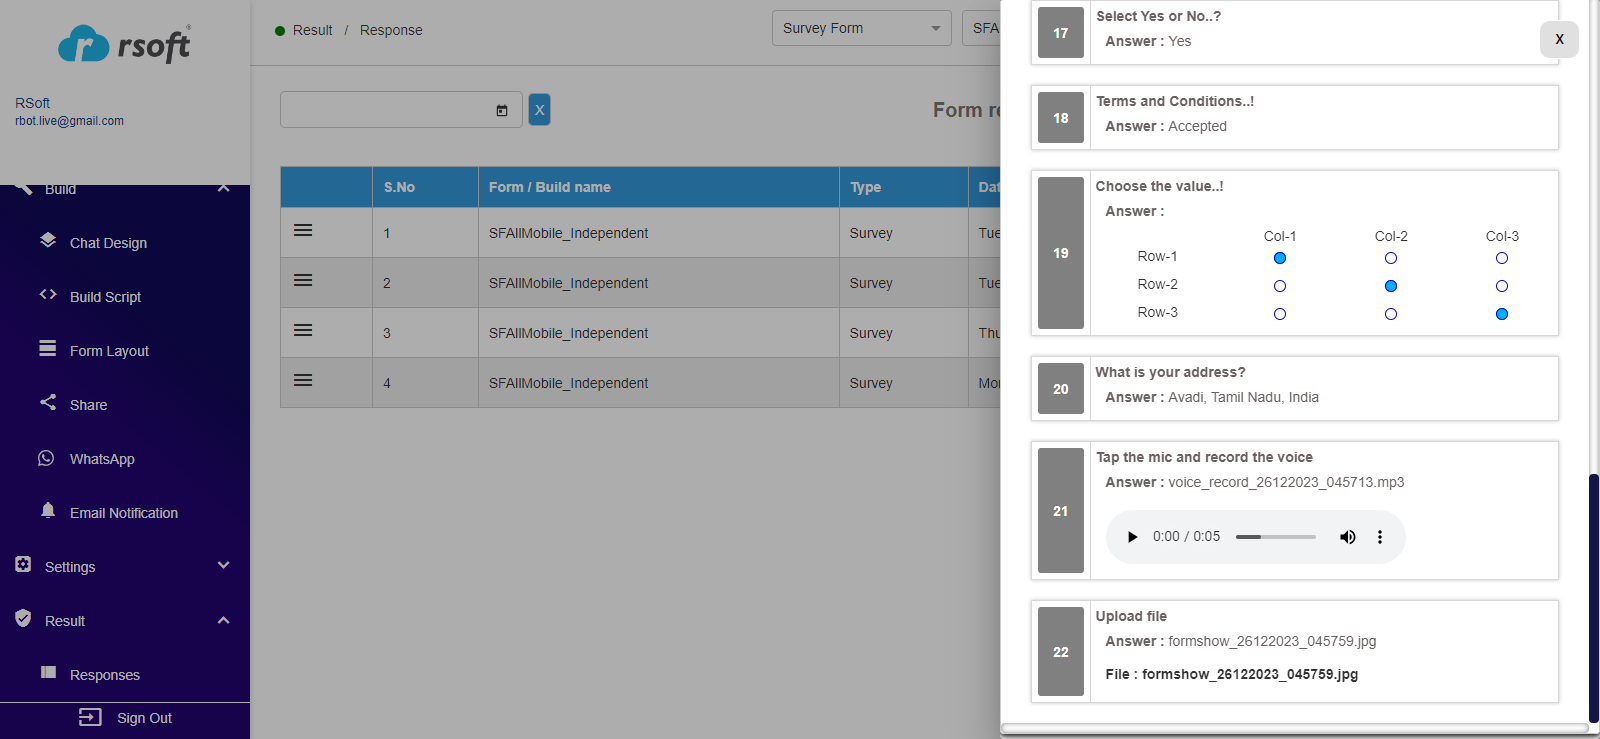 rsoft
RSoft
rbot.live@gmail.com
Build
Chat Design
Build Script
Form Layout
Share
WhatsApp
Email Notification
Settings
Result
Responses
Sign Out
Result / Response
Survey Form
SFA
X
Form re
S.No Form / Build name Type Dat
1 SFAllMobile_Independent Survey Tue
2 SFAllMobile_Independent Survey Tue
3 SFAllMobile_Independent Survey Thu
4 SFAllMobile_Independent Survey Mon
X
17 Select Yes or No..?
Answer : Yes
18 Terms and Conditions..!
Answer : Accepted
19 Choose the value..!
Answer :
Col-1 Col-2 Col-3
Row-1
Row-2
Row-3
20 What is your address?
Answer : Avadi, Tamil Nadu, India
21 Tap the mic and record the voice
Answer : voice_record_26122023_045713.mp3
0:00 / 0:05
22 Upload file
Answer : formshow_26122023_045759.jpg
File : formshow_26122023_045759.jpg